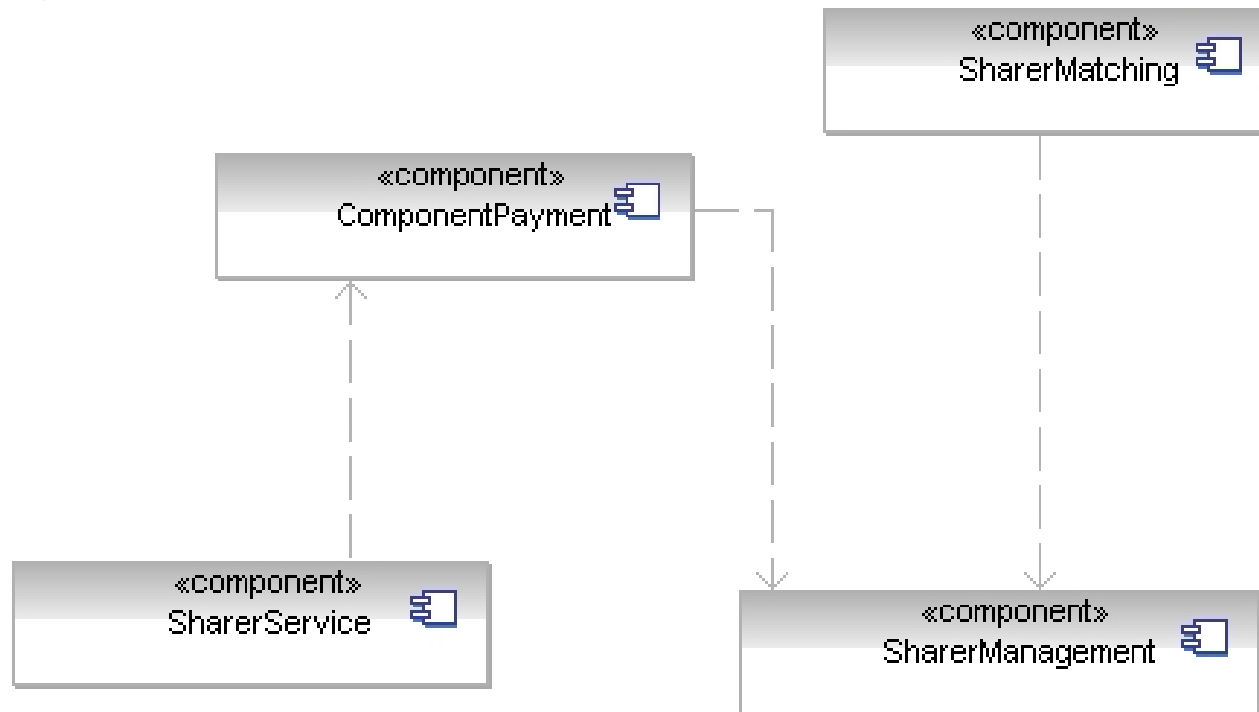 «component»
SharerMatching
«component»
ComponentPayment
«component»
SharerService
«component»
SharerManagement